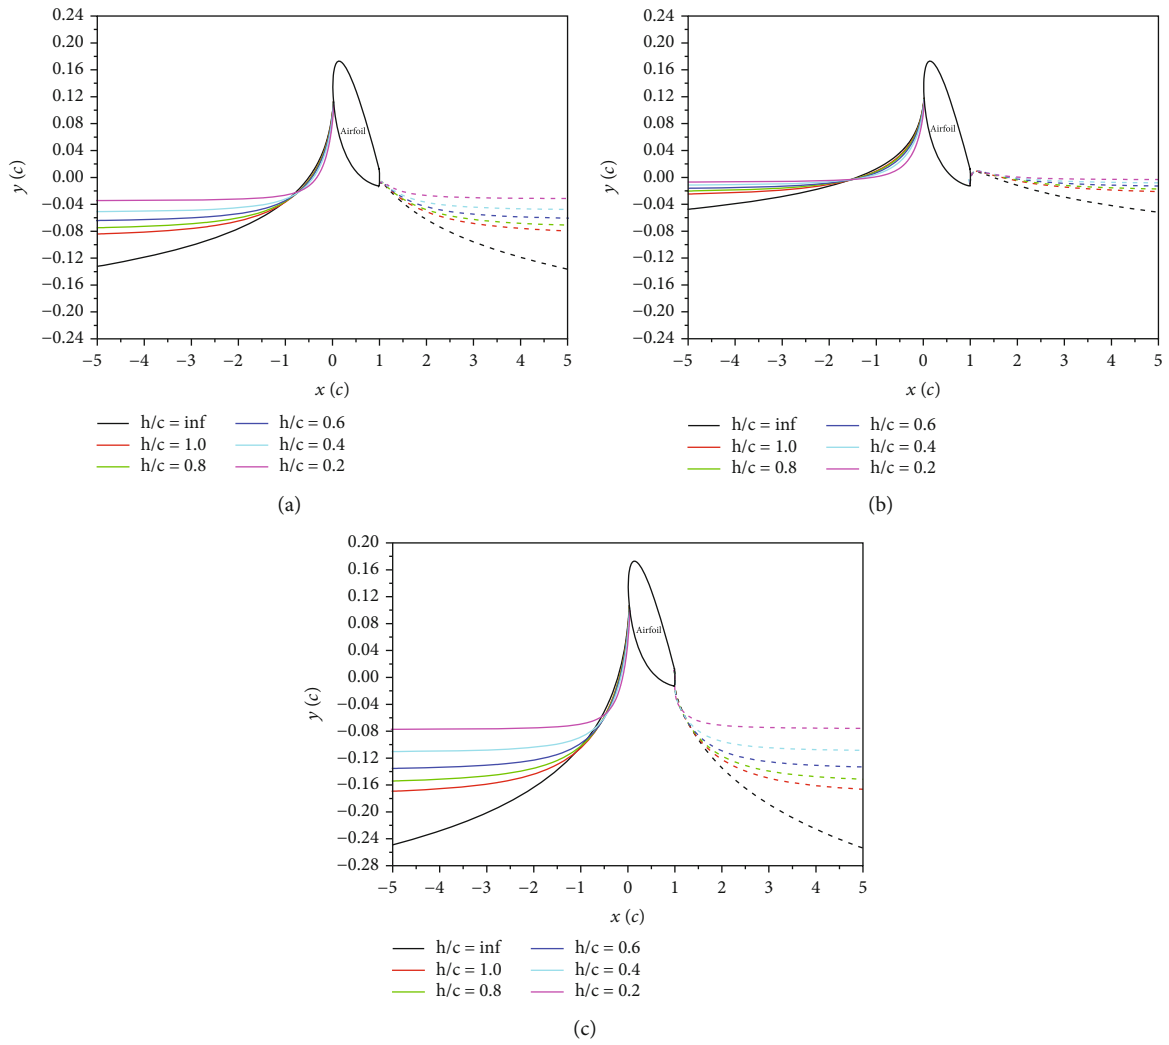 0.24
0.20
0.16
0.12
0.08
0.04
0.00
−0.04
−0.08
−0.12
−0.16
−0.20
−0.24
y (c)
Airfoil
−5 −4 −3 −2 −1 0 1 2 3 4 5
x (c)
h/c = inf h/c = 0.6
h/c = 1.0 h/c = 0.4
h/c = 0.8 h/c = 0.2
(a)
0.24
0.20
0.16
0.12
0.08
0.04
0.00
−0.04
−0.08
−0.12
−0.16
−0.20
−0.24
y (c)
Airfoil
−5 −4 −3 −2 −1 0 1 2 3 4 5
x (c)
h/c = inf h/c = 0.6
h/c = 1.0 h/c = 0.4
h/c = 0.8 h/c = 0.2
(b)
0.20
0.16
0.12
0.08
0.04
0.00
−0.04
−0.08
−0.12
−0.16
−0.20
−0.24
−0.28
y (c)
Airfoil
−5 −4 −3 −2 −1 0 1 2 3 4 5
x (c)
h/c = inf h/c = 0.6
h/c = 1.0 h/c = 0.4
h/c = 0.8 h/c = 0.2
(c)